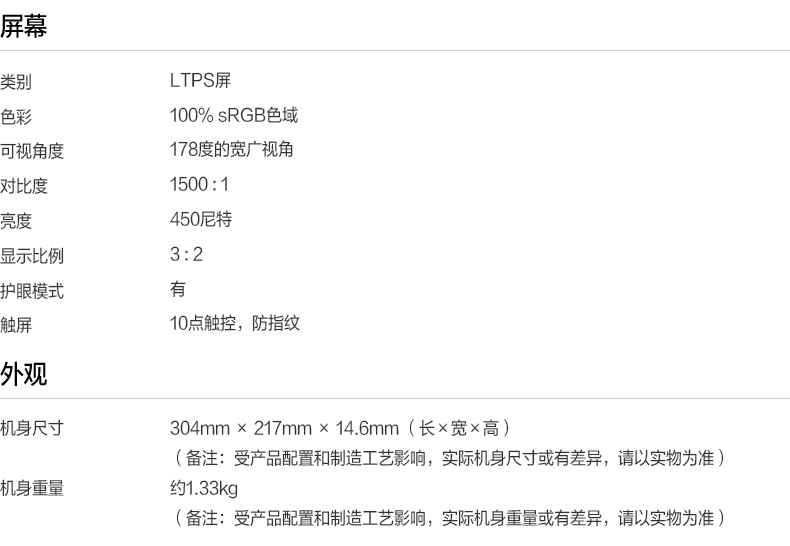 屏幕
类别 LTPS屏
色彩 100% sRGB色域
可视角度 178度的宽广视角
对比度 1500 : 1
亮度 450尼特
显示比例 3 : 2
护眼模式 有
触屏 10点触控，防指纹
外观
机身尺寸 304mm × 217mm × 14.6mm（长×宽×高）
（备注：受产品配置和制造工艺影响，实际机身尺寸或有差异，请以实物为准）
机身重量 约1.33kg
（备注：受产品配置和制造工艺影响，实际机身重量或有差异，请以实物为准）